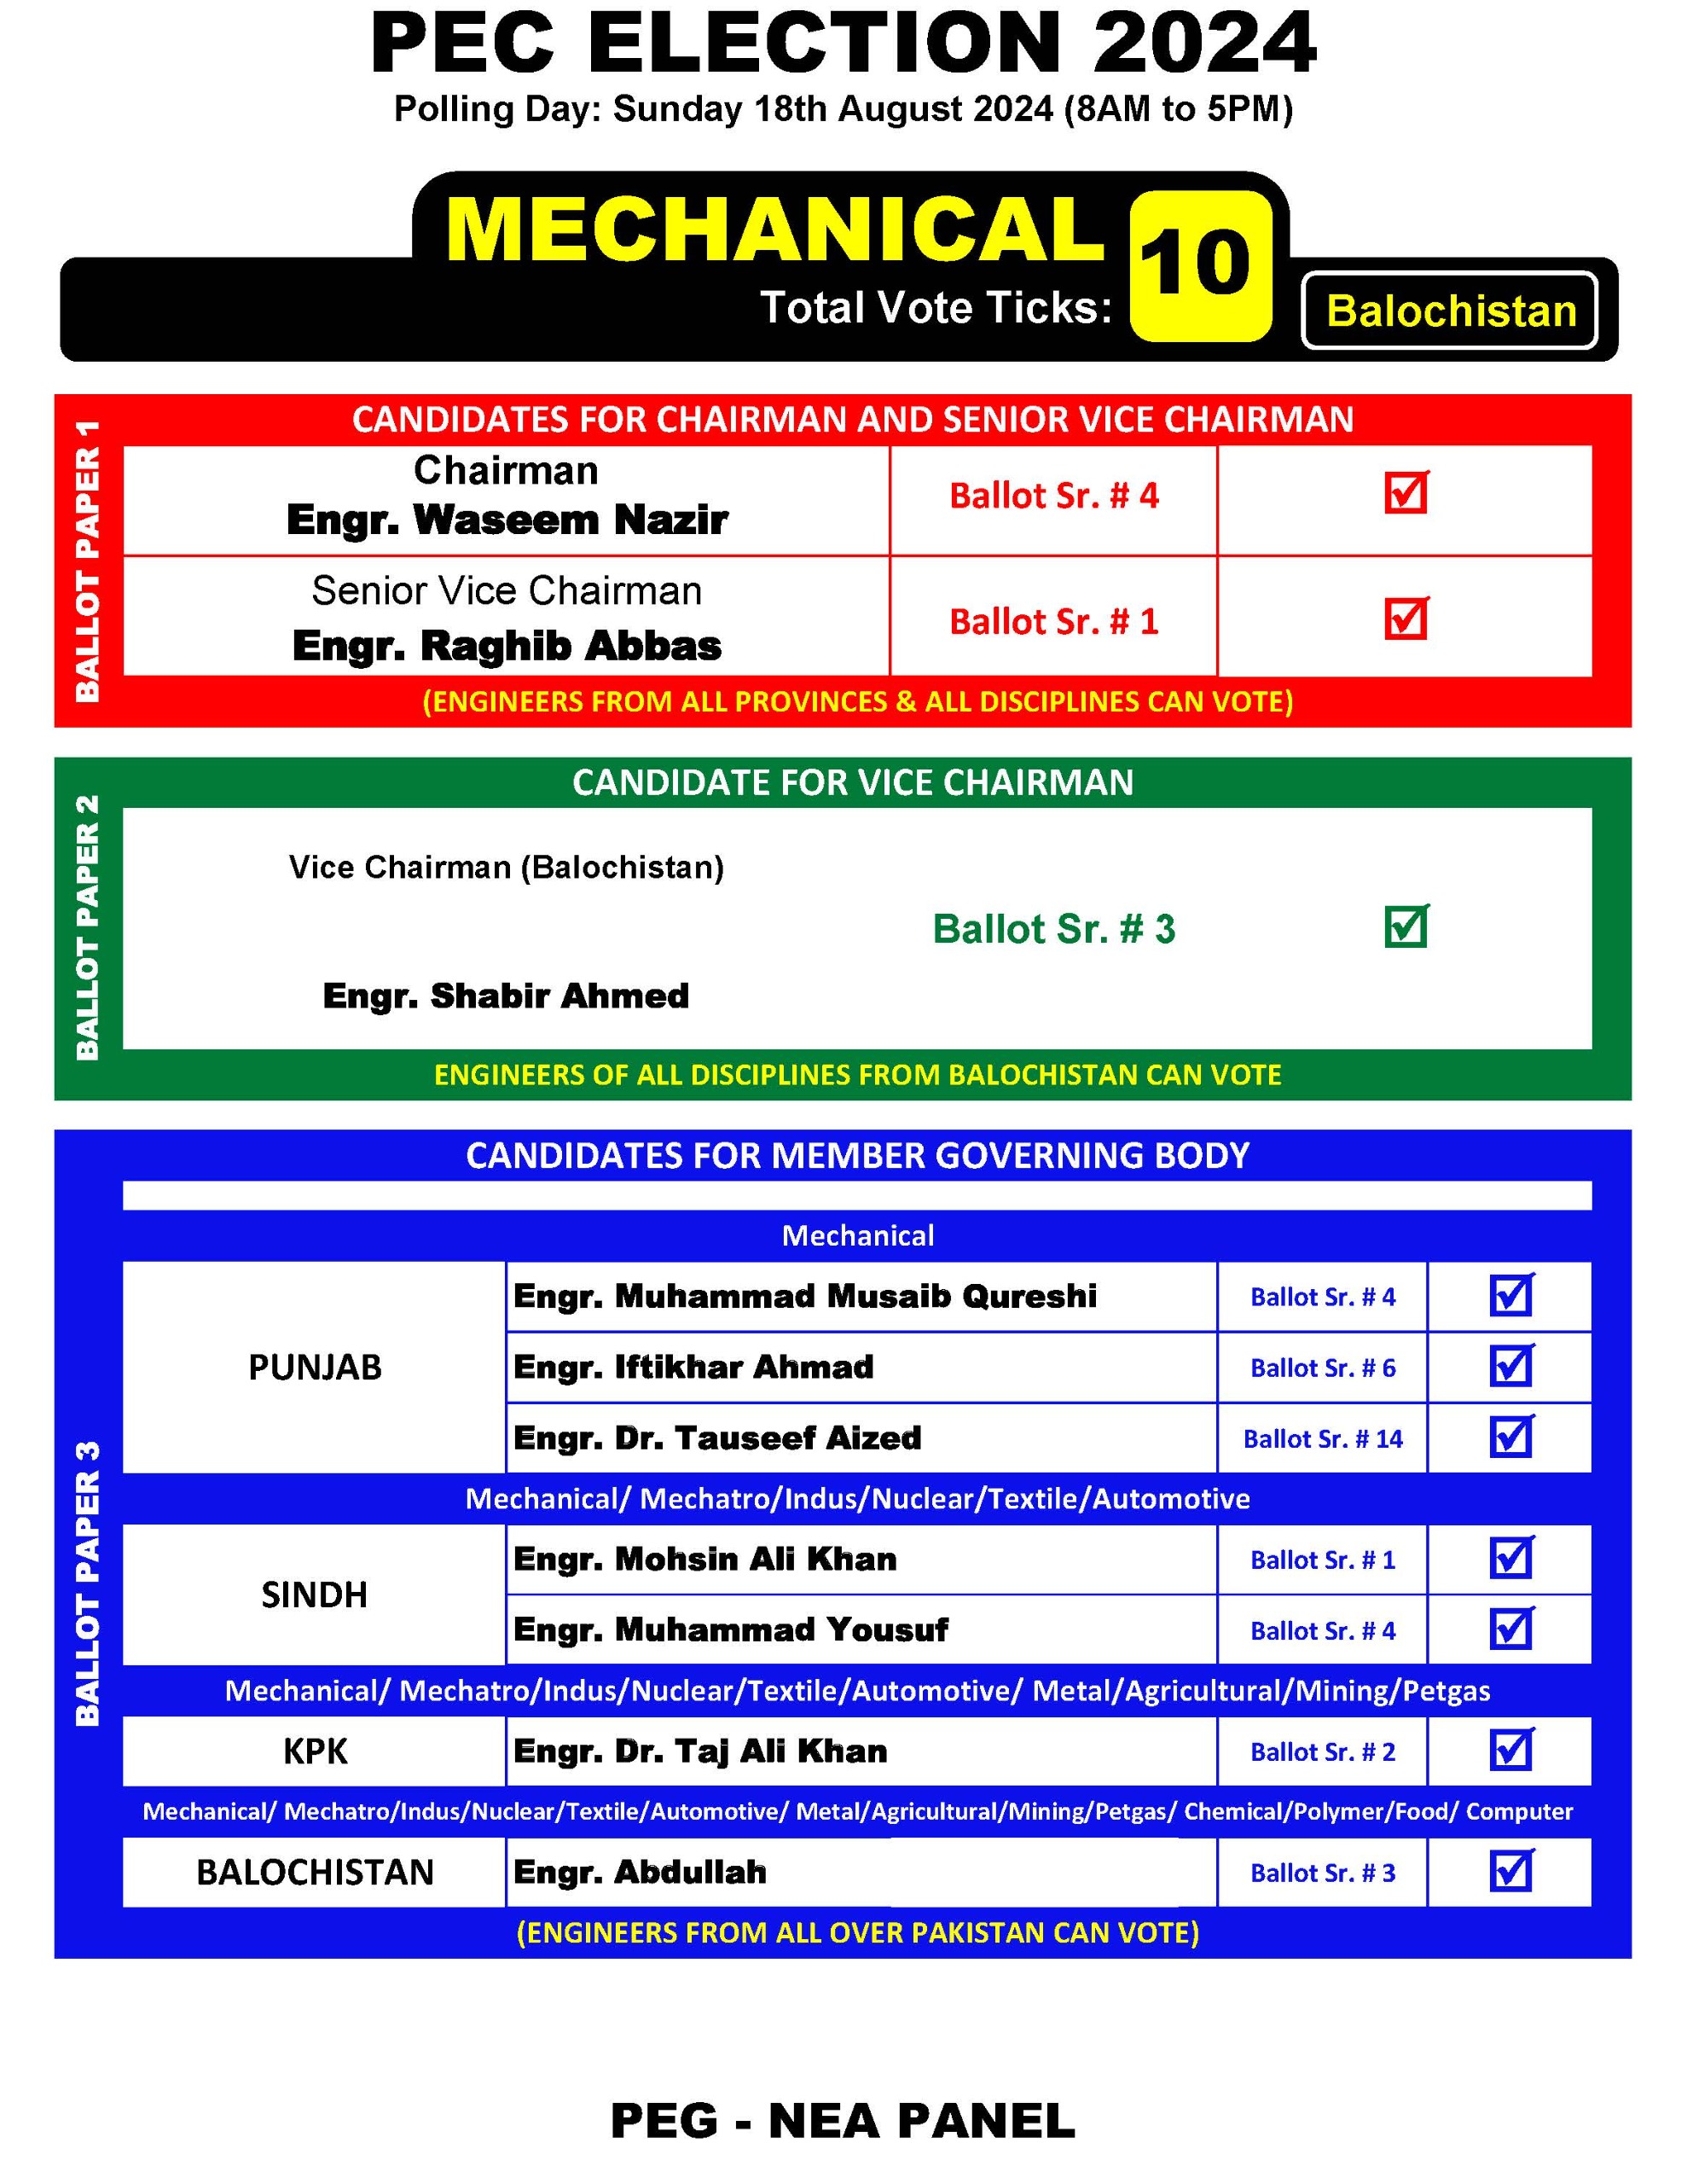 PEC ELECTION 2024
Polling Day: Sunday 18th August 2024 (8AM to 5PM)
MECHANICAL
Total Vote Ticks:
10
Balochistan
BALLOT PAPER 1
CANDIDATES FOR CHAIRMAN AND SENIOR VICE CHAIRMAN
Chairman
Engr. Waseem Nazir
Ballot Sr. # 4
Senior Vice Chairman
Engr. Raghib Abbas
Ballot Sr. # 1
(ENGINEERS FROM ALL PROVINCES & ALL DISCIPLINES CAN VOTE)
BALLOT PAPER 2
CANDIDATE FOR VICE CHAIRMAN
Vice Chairman (Balochistan)
Ballot Sr. # 3
Engr. Shabir Ahmed
ENGINEERS OF ALL DISCIPLINES FROM BALOCHISTAN CAN VOTE
BALLOT PAPER 3
CANDIDATES FOR MEMBER GOVERNING BODY
Mechanical
PUNJAB
Engr. Muhammad Musaib Qureshi Ballot Sr. # 4
Engr. Iftikhar Ahmad Ballot Sr. # 6
Engr. Dr. Tauseef Aized Ballot Sr. # 14
Mechanical/ Mechatro/Indus/Nuclear/Textile/Automotive
SINDH
Engr. Mohsin Ali Khan Ballot Sr. # 1
Engr. Muhammad Yousuf Ballot Sr. # 4
Mechanical/ Mechatro/Indus/Nuclear/Textile/Automotive/ Metal/Agricultural/Mining/Petgas
KPK Engr. Dr. Taj Ali Khan Ballot Sr. # 2
Mechanical/ Mechatro/Indus/Nuclear/Textile/Automotive/ Metal/Agricultural/Mining/Petgas/ Chemical/Polymer/Food/ Computer
BALOCHISTAN Engr. Abdullah Ballot Sr. # 3
(ENGINEERS FROM ALL OVER PAKISTAN CAN VOTE)
PEG - NEA PANEL